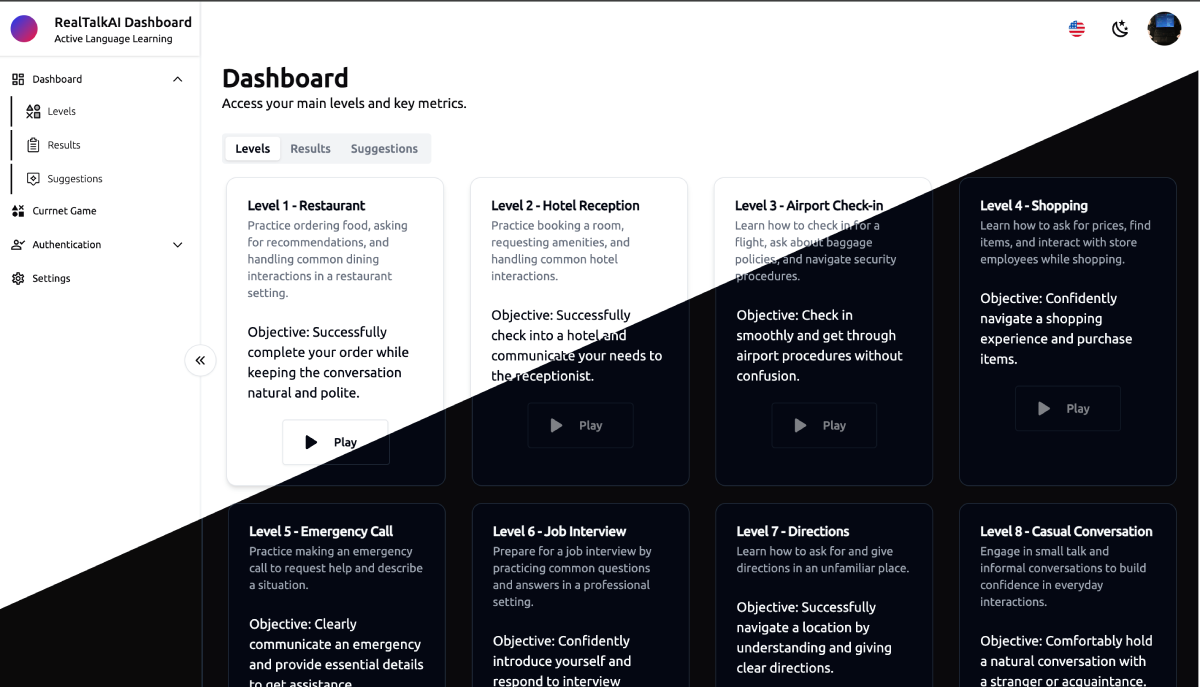 RealTalkAI Dashboard
Active Language Learning
Dashboard
Levels
Results
Suggestions
Currnet Game
Authentication
Settings
Dashboard
Access your main levels and key metrics.
Levels Results Suggestions
Level 1 - Restaurant
Practice ordering food, asking
for recommendations, and
handling common dining
interactions in a restaurant
setting.
Objective: Successfully
complete your order while
keeping the conversation
natural and polite.
Play
Level 2 - Hotel Reception
Practice booking a room,
requesting amenities, and
handling common hotel
interactions.
Objective: Successfully
check into a hotel and
communicate your needs to
the receptionist.
Play
Level 3 - Airport Check-in
Learn how to check in for a
flight, ask about baggage
policies, and navigate security
procedures.
Objective: Check in
smoothly and get through
airport procedures without
confusion.
Play
Level 4 - Shopping
Learn how to ask for prices, find
items, and interact with store
employees while shopping.
Objective: Confidently
navigate a shopping
experience and purchase
items.
Play
Level 5 - Emergency Call
Practice making an emergency
call to request help and describe
a situation.
Objective: Clearly
communicate an emergency
and provide essential details
to get assistance.
Level 6 - Job Interview
Prepare for a job interview by
practicing common questions
and answers in a professional
setting.
Objective: Confidently
introduce yourself and
respond to interview
Level 7 - Directions
Learn how to ask for and give
directions in an unfamiliar place.
Objective: Successfully
navigate a location by
understanding and giving
clear directions.
Level 8 - Casual Conversation
Engage in small talk and
informal conversations to build
confidence in everyday
interactions.
Objective: Comfortably hold
a natural conversation with
a stranger or acquaintance.